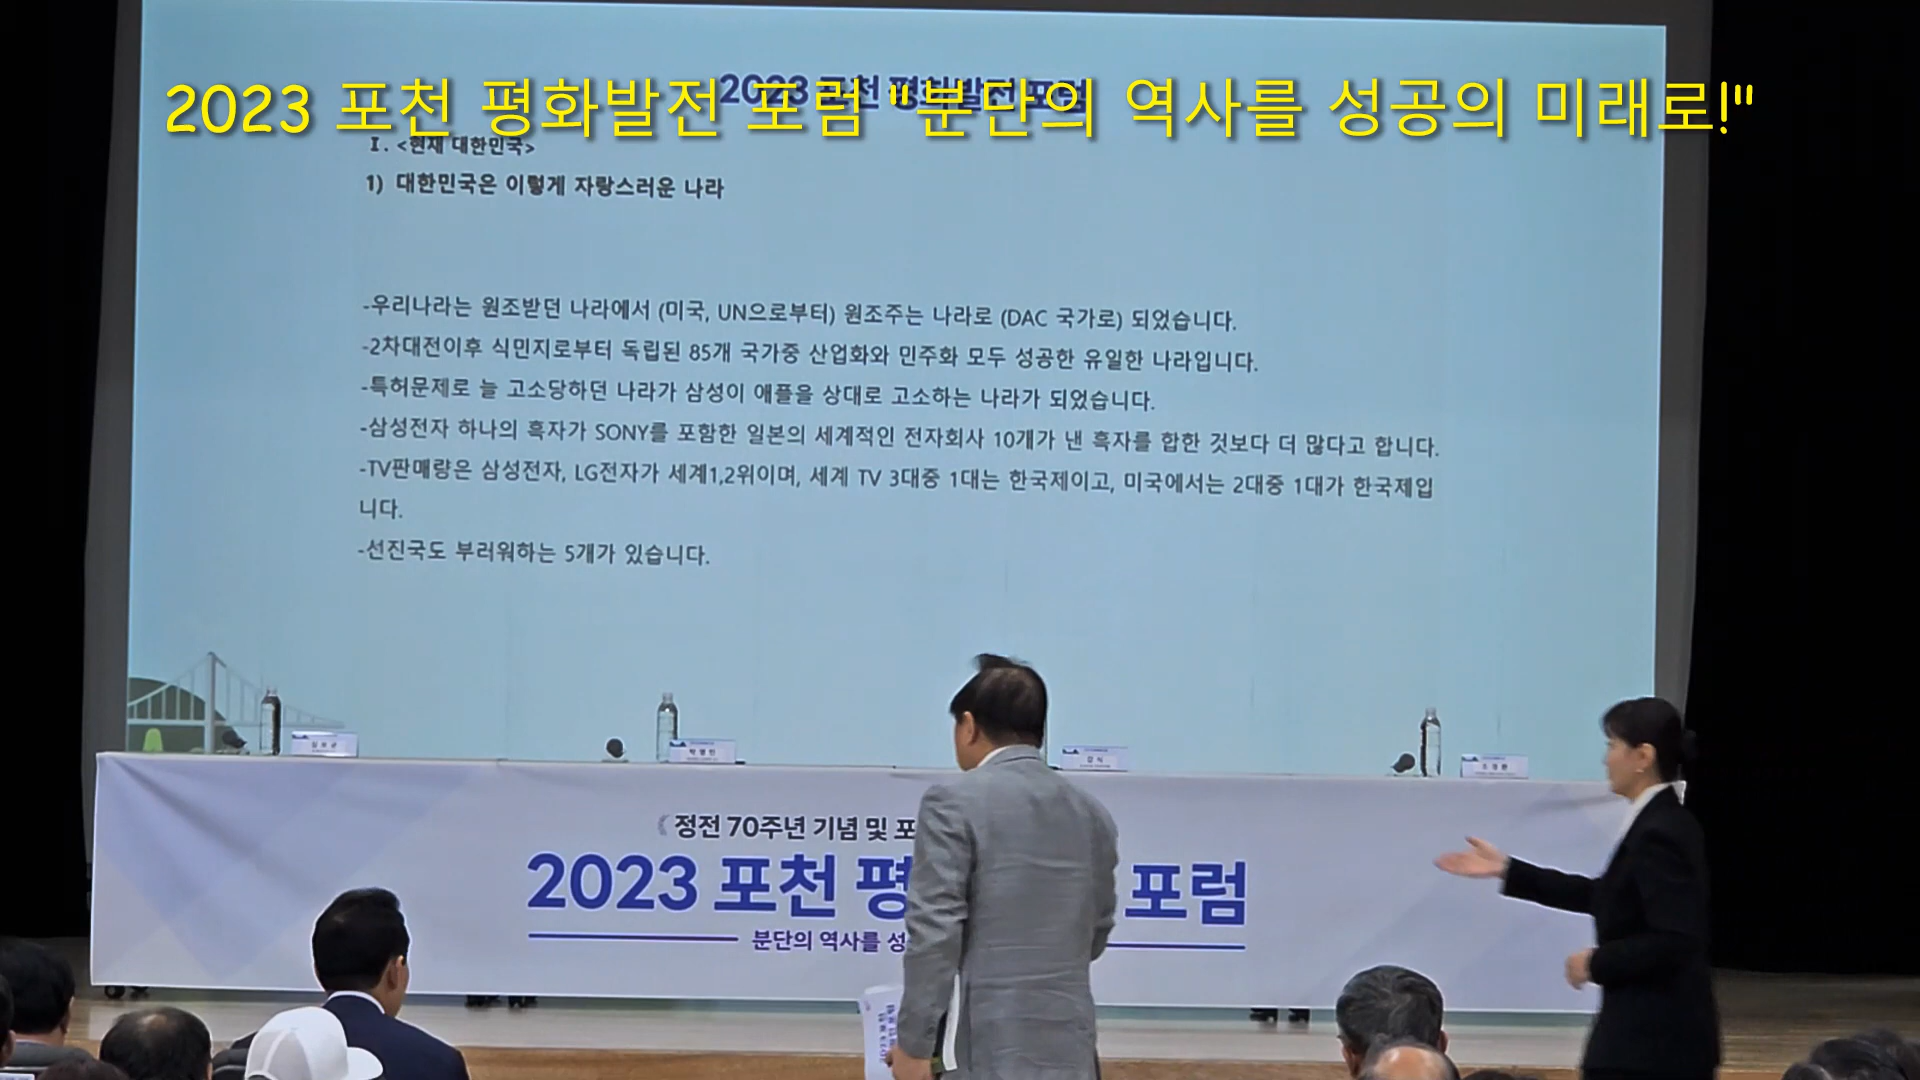 2023 포천 평화발전 포럼 "분단의 역사를 성공의 미래로!"
2023 포천 평화발전 포럼
Ⅰ. <현재 대한민국>
1) 대한민국은 이렇게 자랑스러운 나라
-우리나라는 원조받던 나라에서 (미국, UN으로부터) 원조주는 나라로 (DAC 국가로) 되었습니다.
-2차대전이후 식민지로부터 독립된 85개 국가중 산업화와 민주화 모두 성공한 유일한 나라입니다.
-특허문제로 늘 고소당하던 나라가 삼성이 애플을 상대로 고소하는 나라가 되었습니다.
-삼성전자 하나의 흑자가 SONY를 포함한 일본의 세계적인 전자회사 10개가 낸 흑자를 합한 것보다 더 많다고 합니다.
-TV판매량은 삼성전자, LG전자가 세계1,2위이며, 세계 TV 3대중 1대는 한국제이고, 미국에서는 2대중 1대가 한국제입
니다.
-선진국도 부러워하는 5개가 있습니다.
《정전 70주년 기념 및 포
2023 포천 평 포럼
분단의 역사를 성